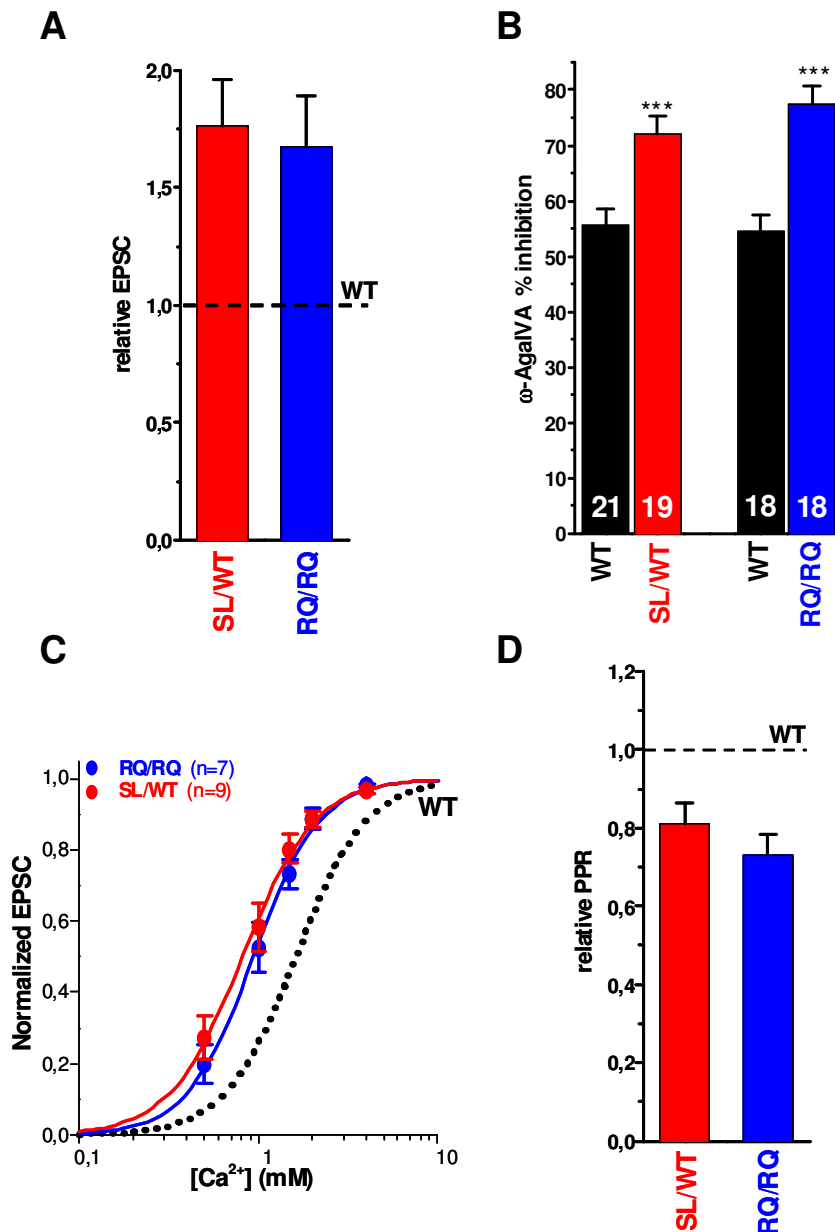 A
2,0
1,5
1,0
0,5
0,0
relative EPSC
WT
SL/WT
RQ/RQ
B
80
70
60
50
40
30
20
10
0
ω-AgaIVA % inhibition
***
***
21
19
18
18
WT
SL/WT
WT
RQ/RQ
C
RQ/RQ (n=7)
SL/WT (n=9)
1,0
0,8
0,6
0,4
0,2
0,0
Normalized EPSC
WT
0,1
1
10
[Ca²⁺] (mM)
D
1,2
1,0
0,8
0,6
0,4
0,2
0,0
relative PPR
WT
SL/WT
RQ/RQ